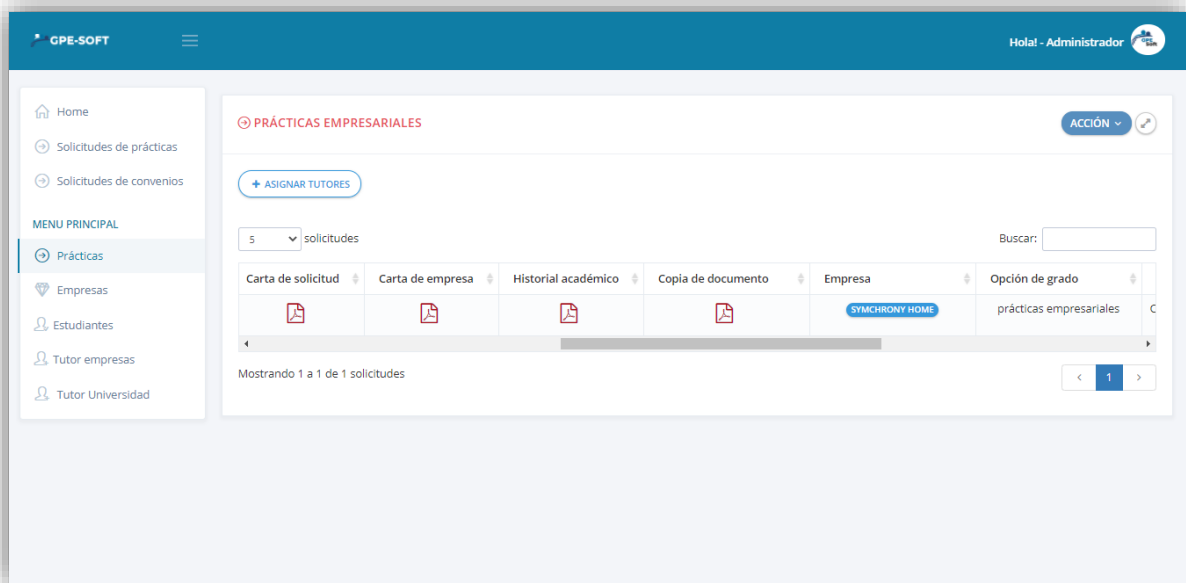 GPE-SOFT
Hola! - Administrador
GPE
Soft
Home
Solicitudes de prácticas
Solicitudes de convenios
MENU PRINCIPAL
Prácticas
Empresas
Estudiantes
Tutor empresas
Tutor Universidad
PRÁCTICAS EMPRESARIALES
ACCIÓN
+ ASIGNAR TUTORES
5 solicitudes
Buscar:
Carta de solicitud Carta de empresa Historial académico Copia de documento Empresa Opción de grado
SYMCHRONY HOME prácticas empresariales
Mostrando 1 a 1 de 1 solicitudes
< 1 >